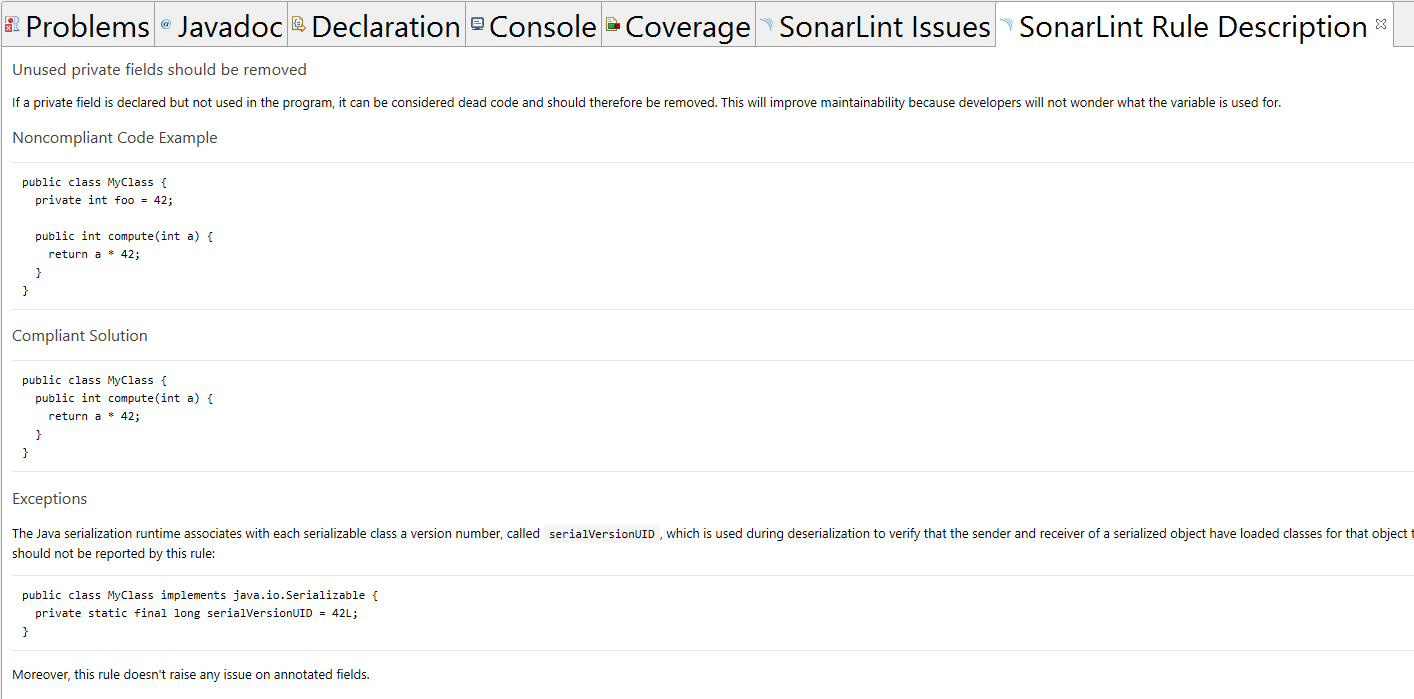 Problems @ Javadoc Declaration Console Coverage SonarLint Issues SonarLint Rule Description
Unused private fields should be removed
If a private field is declared but not used in the program, it can be considered dead code and should therefore be removed. This will improve maintainability because developers will not wonder what the variable is used for.
Noncompliant Code Example
public class MyClass {
private int foo = 42;
public int compute(int a) {
return a * 42;
}
}
Compliant Solution
public class MyClass {
public int compute(int a) {
return a * 42;
}
}
Exceptions
The Java serialization runtime associates with each serializable class a version number, called serialVersionUID , which is used during deserialization to verify that the sender and receiver of a serialized object have loaded classes for that object t
should not be reported by this rule:
public class MyClass implements java.io.Serializable {
private static final long serialVersionUID = 42L;
}
Moreover, this rule doesn't raise any issue on annotated fields.